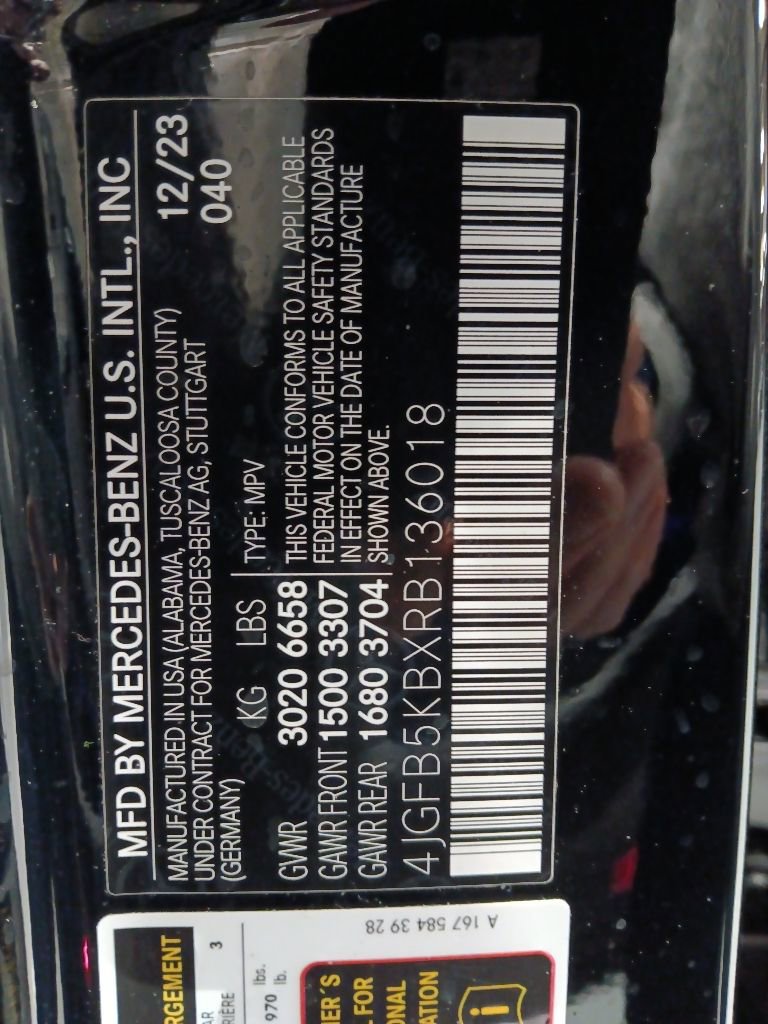 MFD BY MERCEDES-BENZ U.S. INTL., INC
MANUFACTURED IN USA (ALABAMA, TUSCALOOSA COUNTY)
UNDER CONTRACT FOR MERCEDES-BENZ AG, STUTTGART
(GERMANY)
12/23
040
KG LBS
TYPE: MPV
GVWR 3020 6658
GAWR FRONT 1500 3307
GAWR REAR 1680 3704
THIS VEHICLE CONFORMS TO ALL APPLICABLE
FEDERAL MOTOR VEHICLE SAFETY STANDARDS
IN EFFECT ON THE DATE OF MANUFACTURE
SHOWN ABOVE.
4JGFB5KBXRB136018
RGEMENT
AR 3
RIÈRE
lbs.
970 lb.
A 167 584 39 28
ER'S
L FOR
ONAL
ATION
i